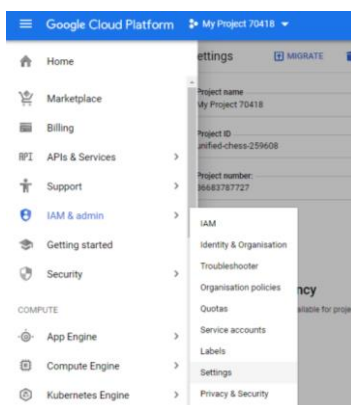 Google Cloud Platform My Project 70418
Home
Marketplace
Billing
API APIs & Services
Support
IAM & admin
Getting started
Security
COMPUTE
App Engine
Compute Engine
Kubernetes Engine
ettings MIGRATE
Project name
My Project 70418
Project ID
unified-chess-259608
Project number:
86683787727
IAM
Identity & Organisation
Troubleshooter
Organisation policies
Quotas
Service accounts
Labels
Settings
Privacy & Security
ncy
ailable for proje